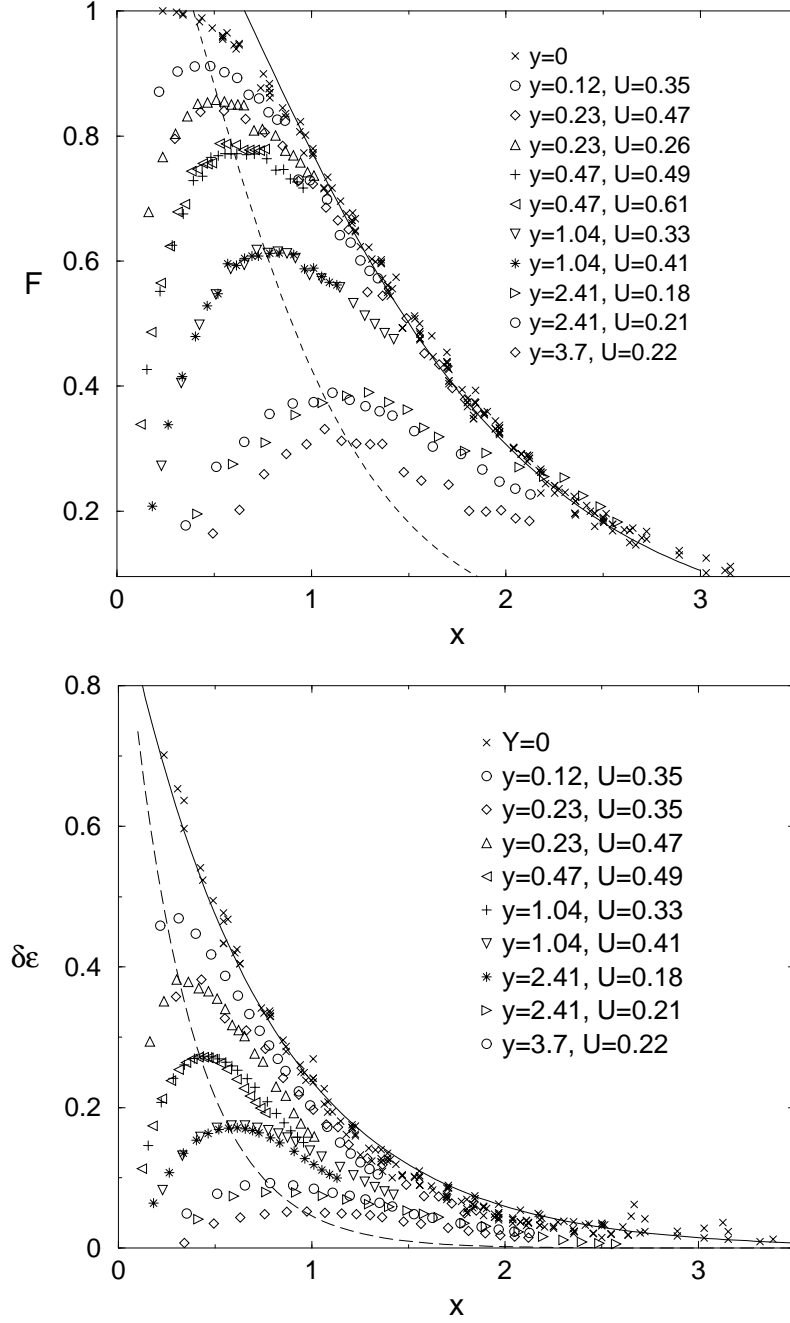 1
0.8
0.6
0.4
0.2
F
y=0
y=0.12, U=0.35
y=0.23, U=0.47
y=0.23, U=0.26
y=0.47, U=0.49
y=0.47, U=0.61
y=1.04, U=0.33
y=1.04, U=0.41
y=2.41, U=0.18
y=2.41, U=0.21
y=3.7, U=0.22
0 1 2 3
x
0.8
0.6
0.4
0.2
0
δε
Y=0
y=0.12, U=0.35
y=0.23, U=0.35
y=0.23, U=0.47
y=0.47, U=0.49
y=1.04, U=0.33
y=1.04, U=0.41
y=2.41, U=0.18
y=2.41, U=0.21
y=3.7, U=0.22
0 1 2 3
x